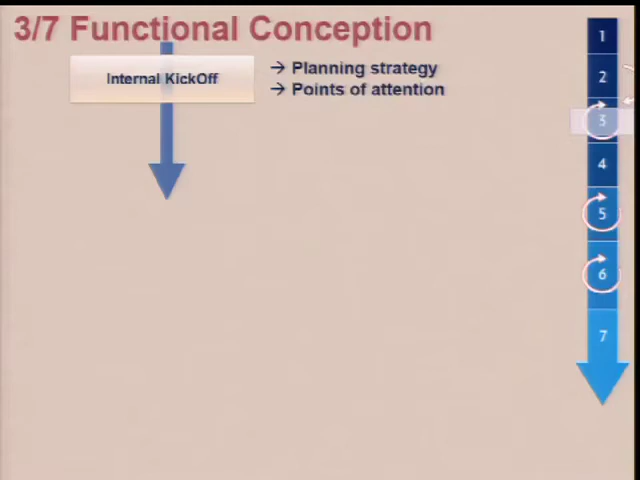 3/7 Functional Conception
Internal KickOff
→ Planning strategy
→ Points of attention
1
2
3
4
5
6
7